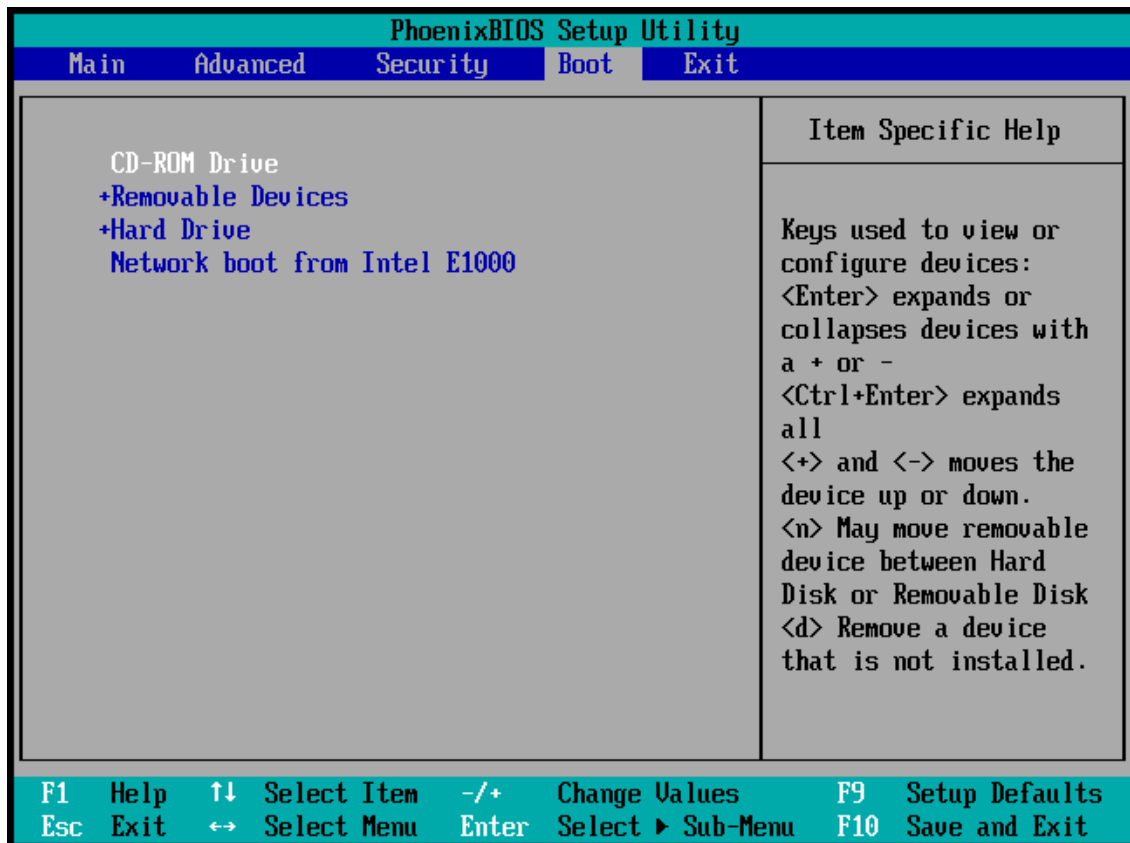 PhoenixBIOS Setup Utility
Main Advanced Security Boot Exit
CD-ROM Drive
+Removable Devices
+Hard Drive
Network boot from Intel E1000
Item Specific Help
Keys used to view or
configure devices:
<Enter> expands or
collapses devices with
a + or -
<Ctrl+Enter> expands
all
<+> and <-> moves the
device up or down.
<n> May move removable
device between Hard
Disk or Removable Disk
<d> Remove a device
that is not installed.
F1 Help ↑↓ Select Item -/+ Change Values F9 Setup Defaults
Esc Exit ↔ Select Menu Enter Select ▶ Sub-Menu F10 Save and Exit